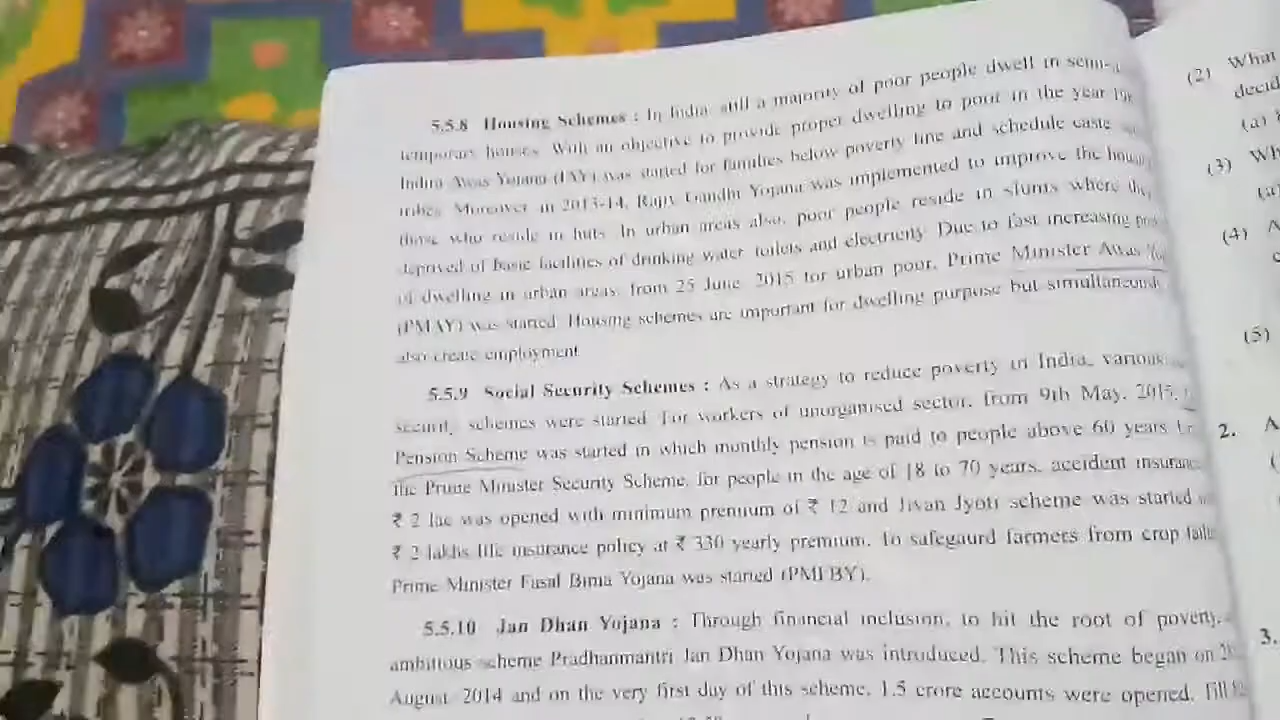 5.5.8 Housing Schemes : In India still a majority of poor people dwell in semi-
temporary houses. With an objective to provide proper dwelling to poor in the year
Indira Awas Yojana (IAY) was started for families below poverty line and schedule caste
tribes. Moreover in 2013-14, Rajiv Gandhi Yojana was implemented to improve the
those who reside in huts. In urban areas also, poor people reside in slums where
deprived of basic facilities of drinking water toilets and electricity. Due to fast increasing
of dwelling in urban areas, from 25 June, 2015 for urban poor, Prime Minister Awas
(PMAY) was started. Housing schemes are important for dwelling purpose but simultaneously
also create employment.
5.5.9 Social Security Schemes : As a strategy to reduce poverty in India, various
security schemes were started. For workers of unorganised sector, from 9th May, 2015,
Pension Scheme was started in which monthly pension is paid to people above 60 years
The Prime Minister Security Scheme, for people in the age of 18 to 70 years, accident
₹ 2 lac was opened with minimum premium of ₹ 12 and Jivan Jyoti scheme was started
₹ 2 lakhs life insurance policy at ₹ 330 yearly premium. To safegaurd farmers from crop
Prime Minister Fasal Bima Yojana was started (PMFBY).
5.5.10 Jan Dhan Yojana : Through financial inclusion, to hit the root of poverty,
ambitious scheme Pradhanmantri Jan Dhan Yojana was introduced. This scheme began on
August, 2014 and on the very first day of this scheme, 1.5 crore accounts were opened. Till
(2) What
decid
(a)
(3) Wh
(a
(4) A
(5)
2. A
3.